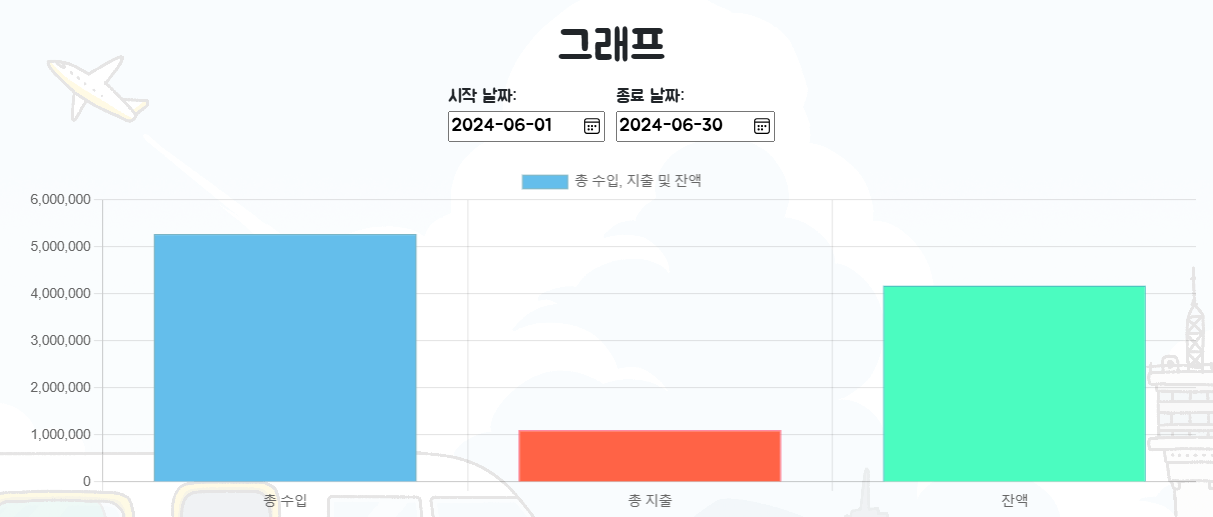 그래프
시작 날짜: 종료 날짜:
2024-06-01 2024-06-30
총 수입, 지출 및 잔액
6,000,000
5,000,000
4,000,000
3,000,000
2,000,000
1,000,000
0
총 수입 총 지출 잔액